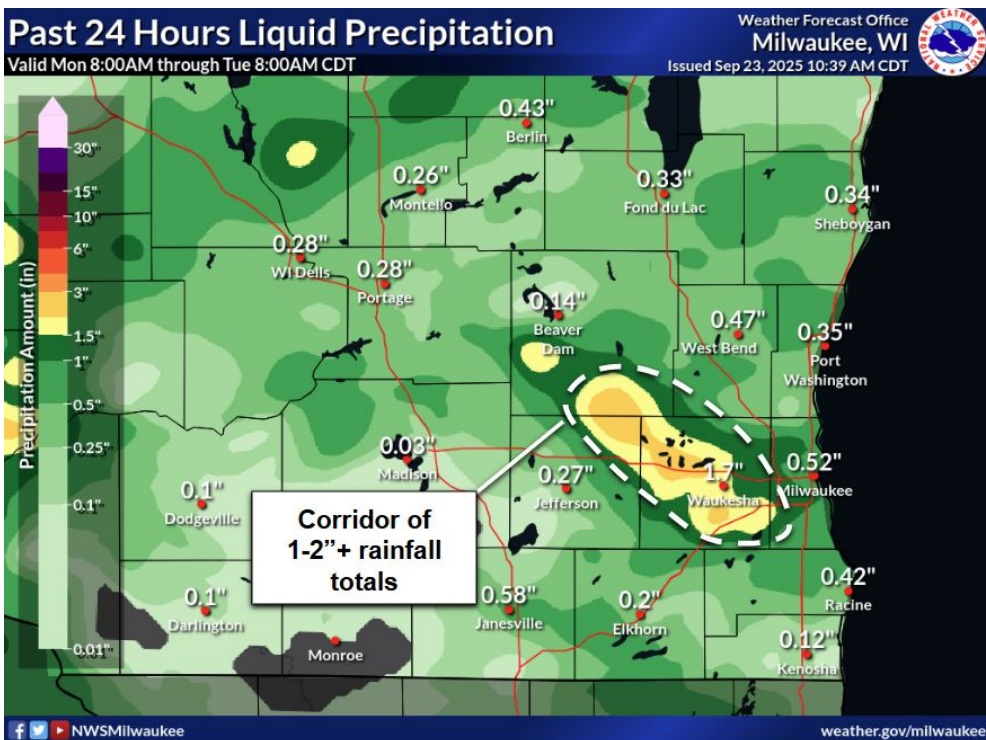 Past 24 Hours Liquid Precipitation
Valid Mon 8:00AM through Tue 8:00AM CDT
Weather Forecast Office
Milwaukee, WI
Issued Sep 23, 2025 10:39 AM CDT
NATIONAL WEATHER SERVICE
Precipitation Amount (in)
30"
15"
10"
6"
3"
1.5"
1"
0.5"
0.25"
0.1"
0.01"
0.43"
Berlin
0.26"
Montello
0.33"
Fond du Lac
0.34"
Sheboygan
0.28"
WI Dells
0.28"
Portage
0.14"
Beaver
Dam
0.47"
West Bend
0.35"
Port
Washington
0.03"
Madison
0.27"
Jefferson
1.7"
Waukesha
0.52"
Milwaukee
0.1"
Dodgeville
Corridor of
1-2”+ rainfall
totals
0.1"
Darlington
Monroe
0.58"
Janesville
0.2"
Elkhorn
0.42"
Racine
0.12"
Kenosha
NWSMilwaukee
weather.gov/milwaukee